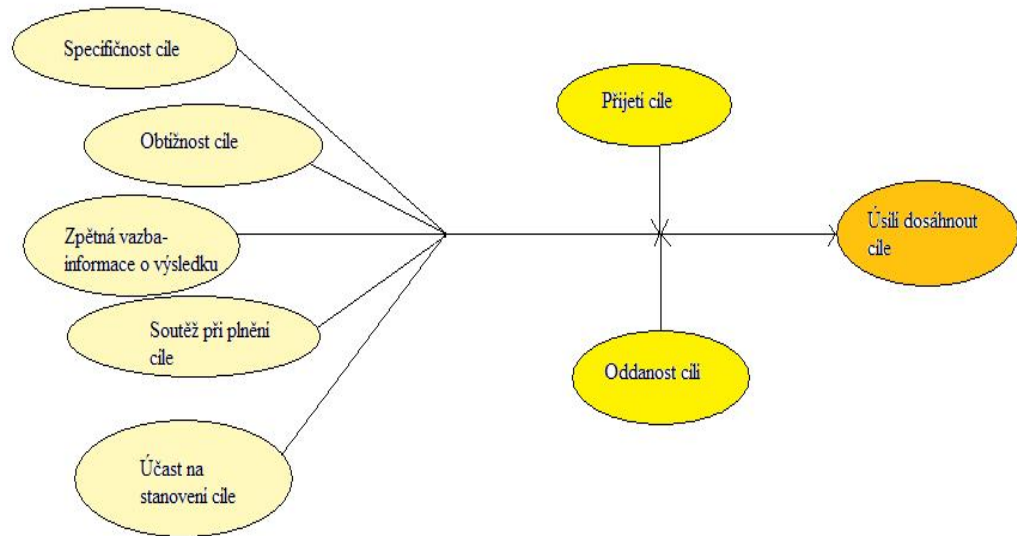 Specifičnost cíle
Obtížnost cíle
Zpětná vazba-
informace o výsledku
Soutěž při plnění
cíle
Účast na
stanovení cíle
Přijetí cíle
Oddanost cíli
Úsilí dosáhnout
cíle